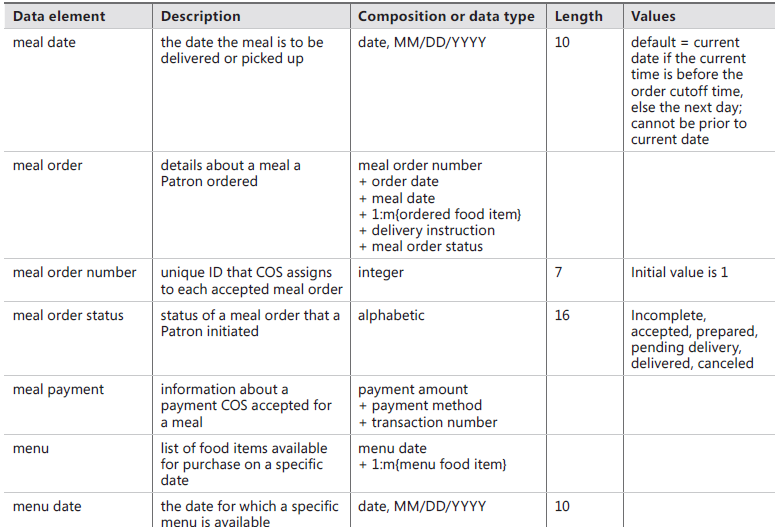 Data element Description Composition or data type Length Values
meal date the date the meal is to be date, MM/DD/YYYY 10 default = current
delivered or picked up date if the current
time is before the
order cutoff time,
else the next day;
cannot be prior to
current date
meal order details about a meal a meal order number
Patron ordered + order date
+ meal date
+ 1:m{ordered food item}
+ delivery instruction
+ meal order status
meal order number unique ID that COS assigns integer 7 Initial value is 1
to each accepted meal order
meal order status status of a meal order that a alphabetic 16 Incomplete,
Patron initiated accepted, prepared,
pending delivery,
delivered, canceled
meal payment information about a payment amount
payment COS accepted for + payment method
a meal + transaction number
menu list of food items available menu date
for purchase on a specific + 1:m{menu food item}
date
menu date the date for which a specific date, MM/DD/YYYY 10
menu is available